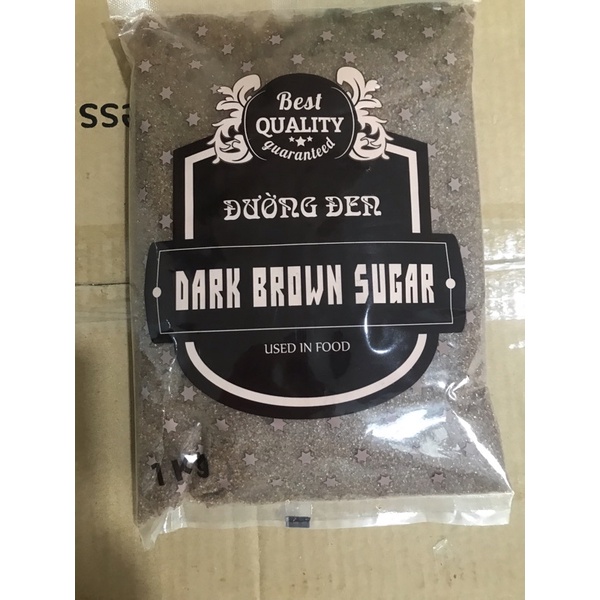 Best
QUALITY
guaranteed
ĐƯỜNG ĐEN
DARK BROWN SUGAR
USED IN FOOD
1 Kg